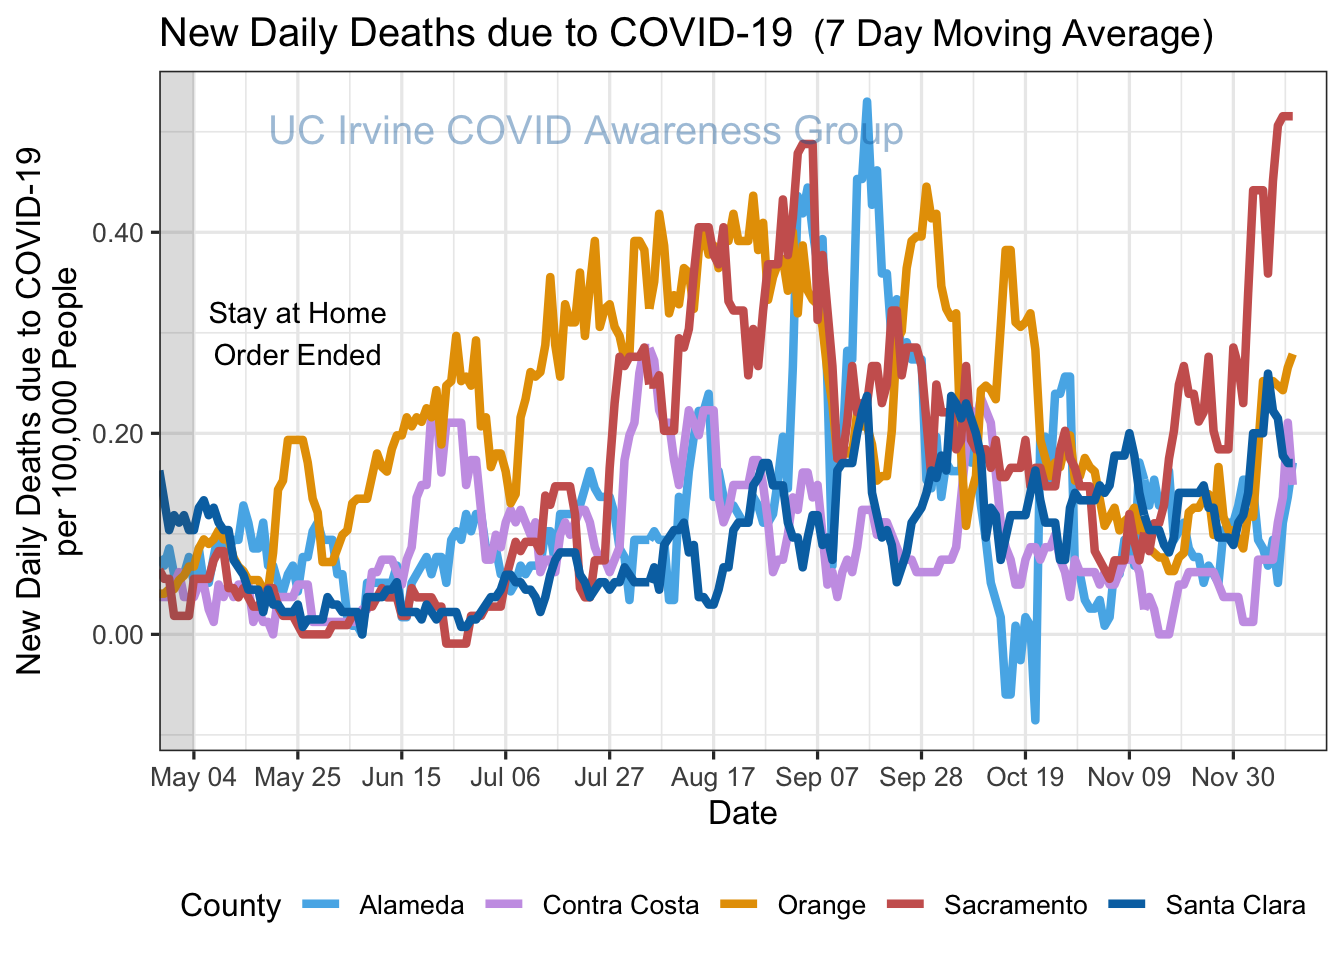 New Daily Deaths due to COVID-19 (7 Day Moving Average)
UC Irvine COVID Awareness Group
Stay at Home
Order Ended
New Daily Deaths due to COVID-19
per 100,000 People
0.40
0.20
0.00
May 04 May 25 Jun 15 Jul 06 Jul 27 Aug 17 Sep 07 Sep 28 Oct 19 Nov 09 Nov 30
Date
County Alameda Contra Costa Orange Sacramento Santa Clara